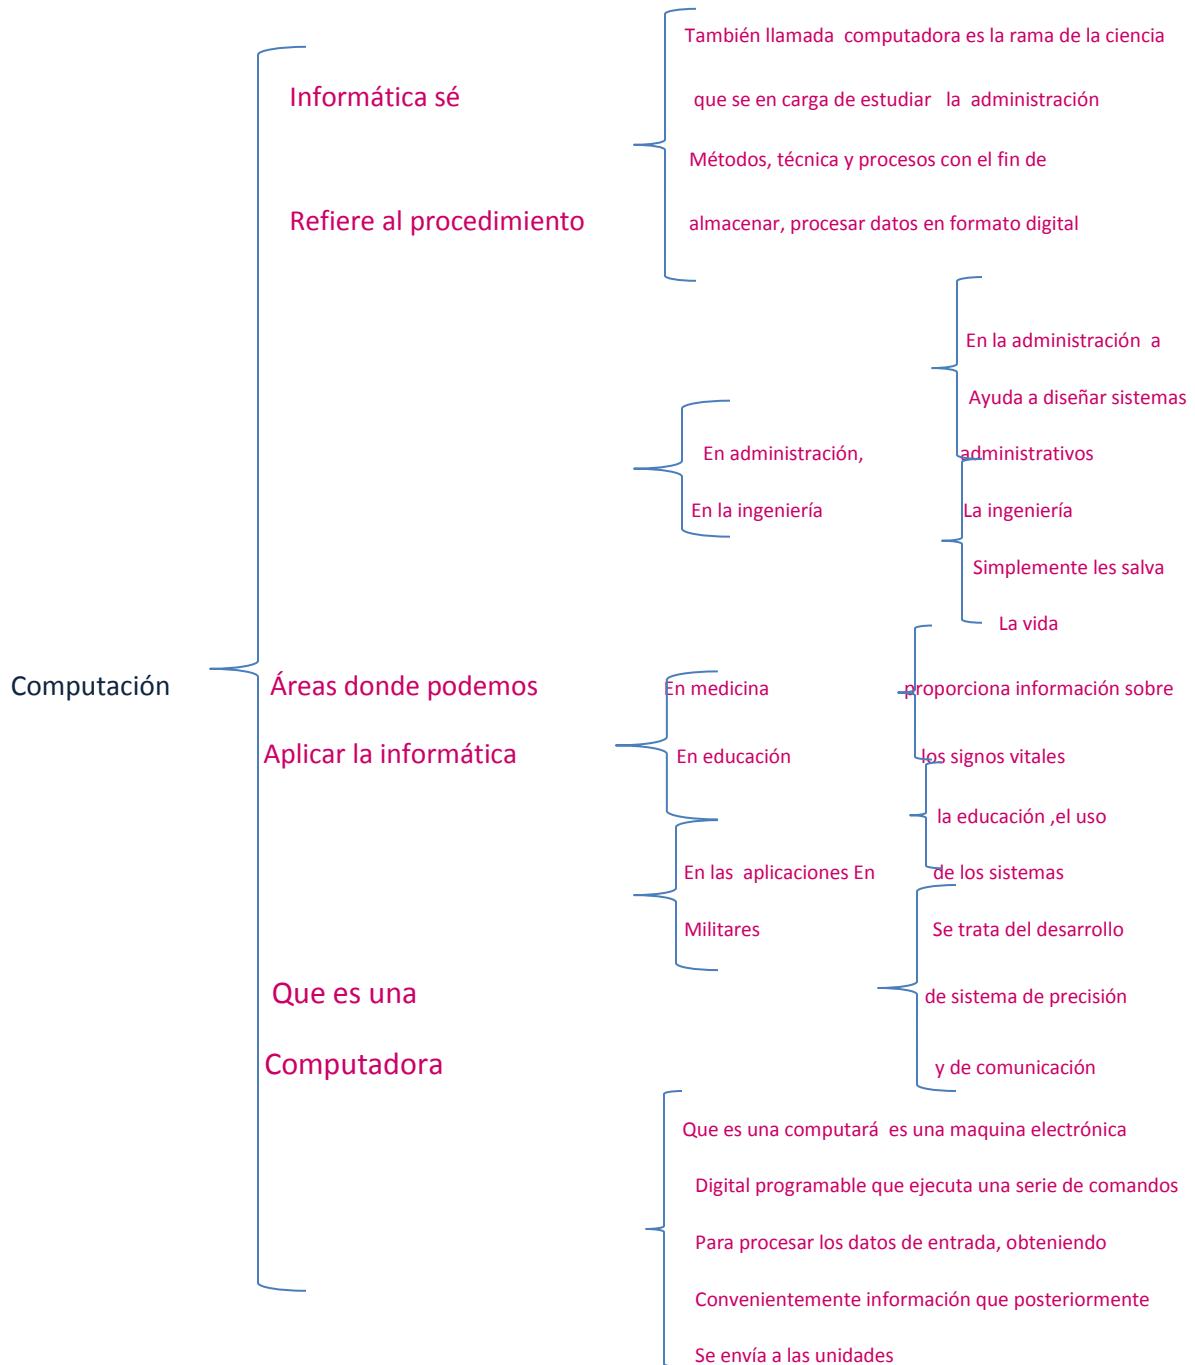 También llamada computadora es la rama de la ciencia
Informática sé
que se en carga de estudiar la administración
Métodos, técnica y procesos con el fin de
Refiere al procedimiento
almacenar, procesar datos en formato digital
En la administración a
Ayuda a diseñar sistemas
En administración,
administrativos
En la ingeniería
La ingeniería
Simplemente les salva
La vida
Computación
Áreas donde podemos
En medicina
proporciona información sobre
Aplicar la informática
En educación
los signos vitales
la educación ,el uso
En las aplicaciones En
de los sistemas
Militares
Se trata del desarrollo
Que es una
de sistema de precisión
Computadora
y de comunicación
Que es una computará es una maquina electrónica
Digital programable que ejecuta una serie de comandos
Para procesar los datos de entrada, obteniendo
Convenientemente información que posteriormente
Se envía a las unidades